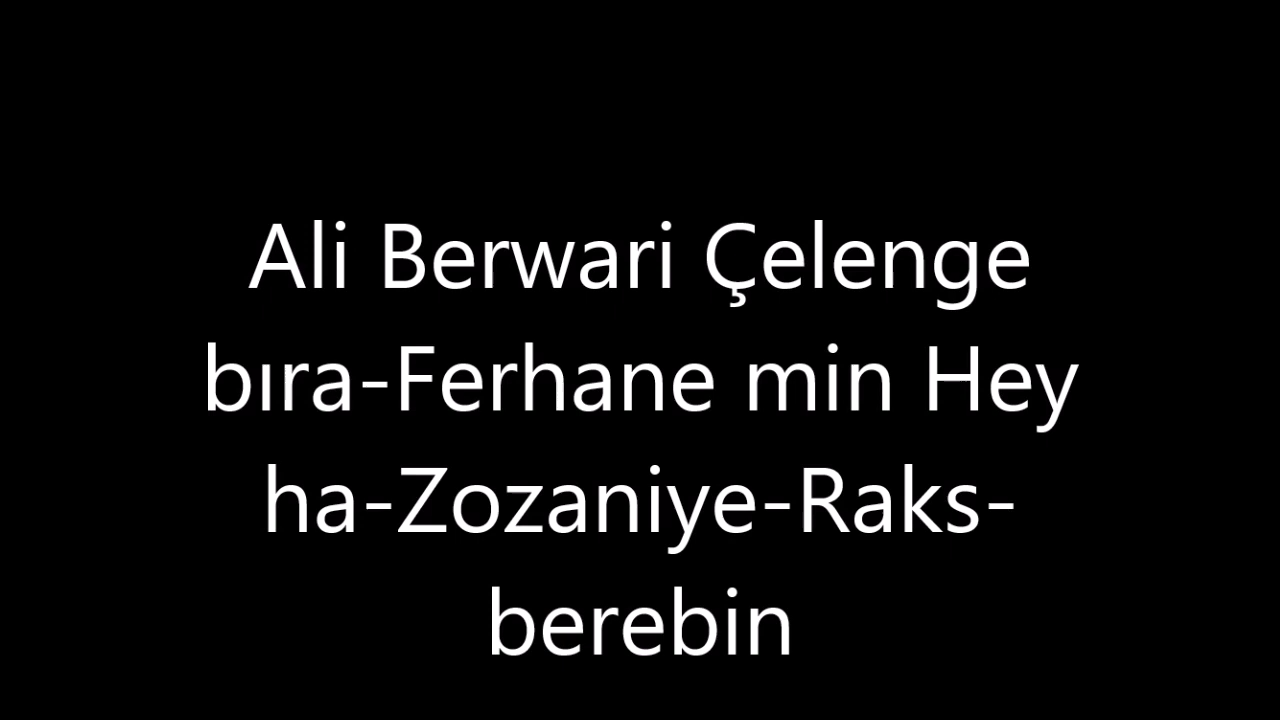 Ali Berwari Çelenge
bıra-Ferhane min Hey
ha-Zozaniye-Raks-
berebin